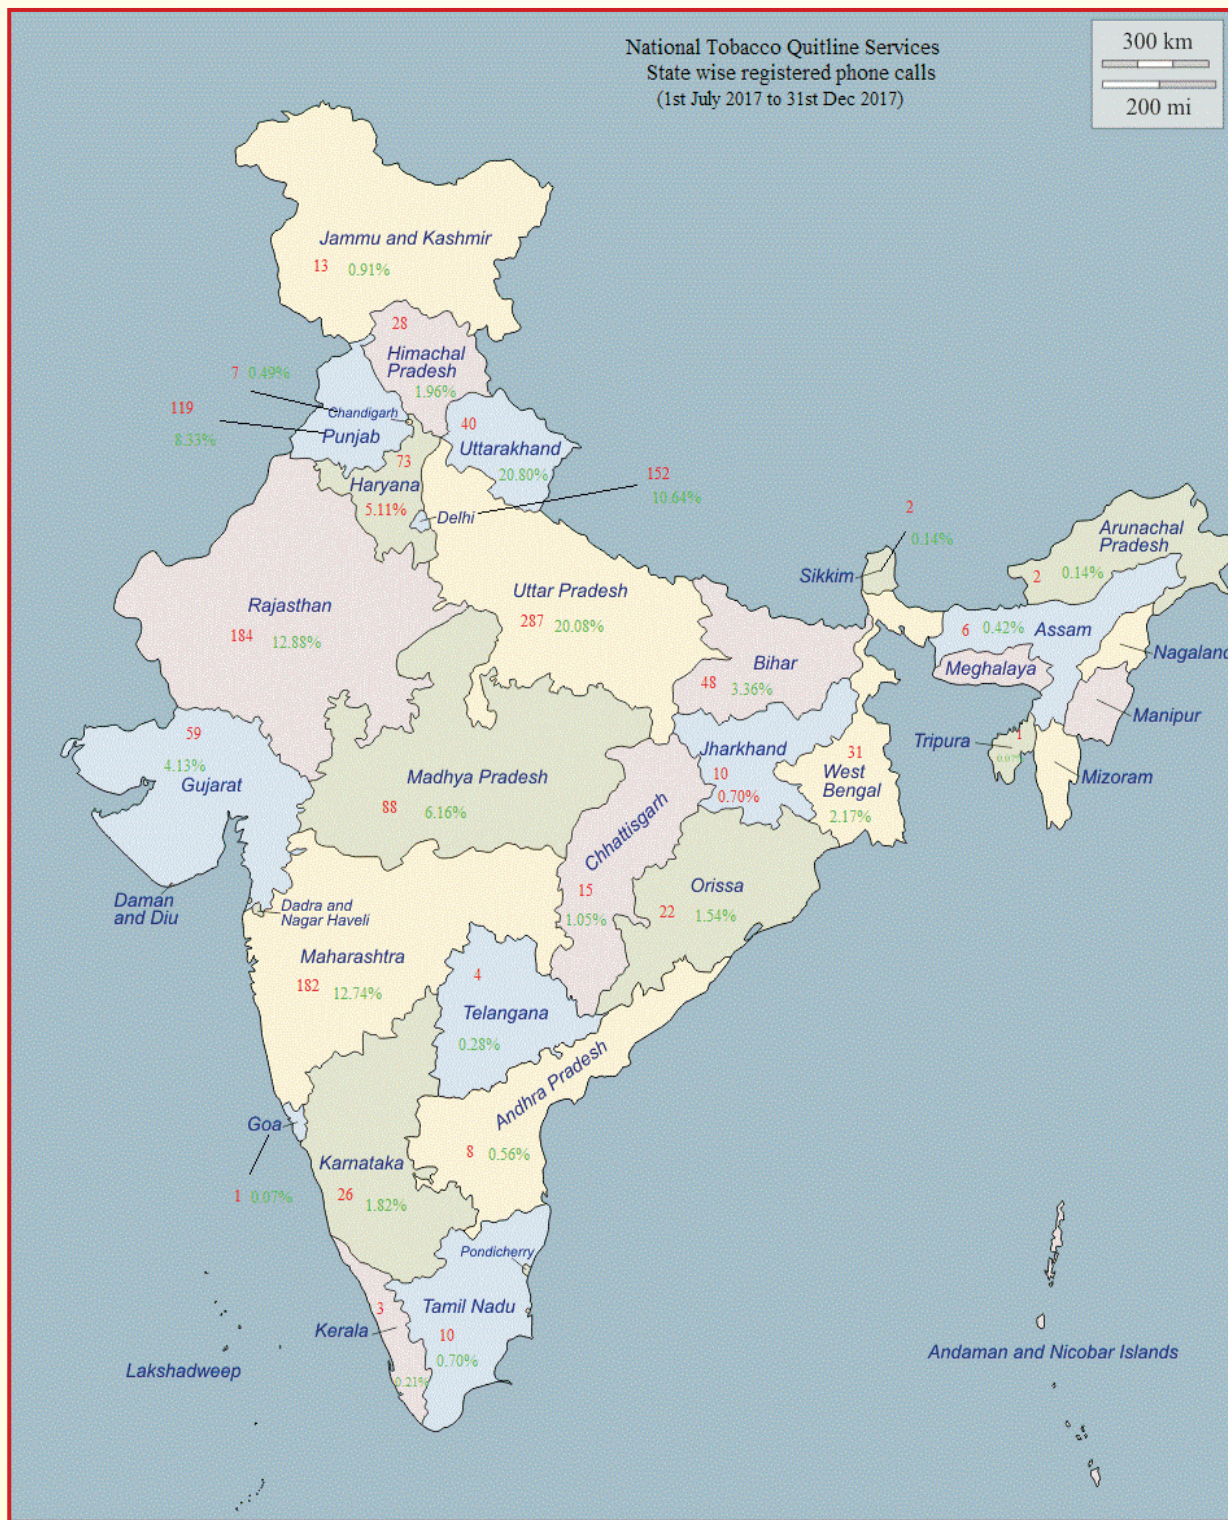 National Tobacco Quitline Services
State wise registered phone calls
(1st July 2017 to 31st Dec 2017)
300 km
200 mi
Jammu and Kashmir
13 0.91%
28
Himachal
Pradesh
1.96%
7 0.49%
Chandigarh
119
8.33%
Punjab
40
Uttarakhand
20.80%
73
Haryana
5.11%
152
10.64%
Delhi
2
0.14%
Sikkim
Arunachal
Pradesh
2 0.14%
Uttar Pradesh
287 20.08%
Rajasthan
184 12.88%
6 0.42% Assam
Nagaland
Meghalaya
Bihar
48 3.36%
Manipur
59
4.13%
Gujarat
Tripura
1
0.07%
Mizoram
Jharkhand
10
0.70%
31
West
Bengal
2.17%
Madhya Pradesh
88 6.16%
Chhattisgarh
15
1.05%
Orissa
22 1.54%
Daman
and Diu
Dadra and
Nagar Haveli
Maharashtra
182 12.74%
4
Telangana
0.28%
Andhra Pradesh
8 0.56%
Goa
1 0.07%
Karnataka
26 1.82%
Pondicherry
3
Kerala
0.21%
Tamil Nadu
10
0.70%
Lakshadweep
Andaman and Nicobar Islands